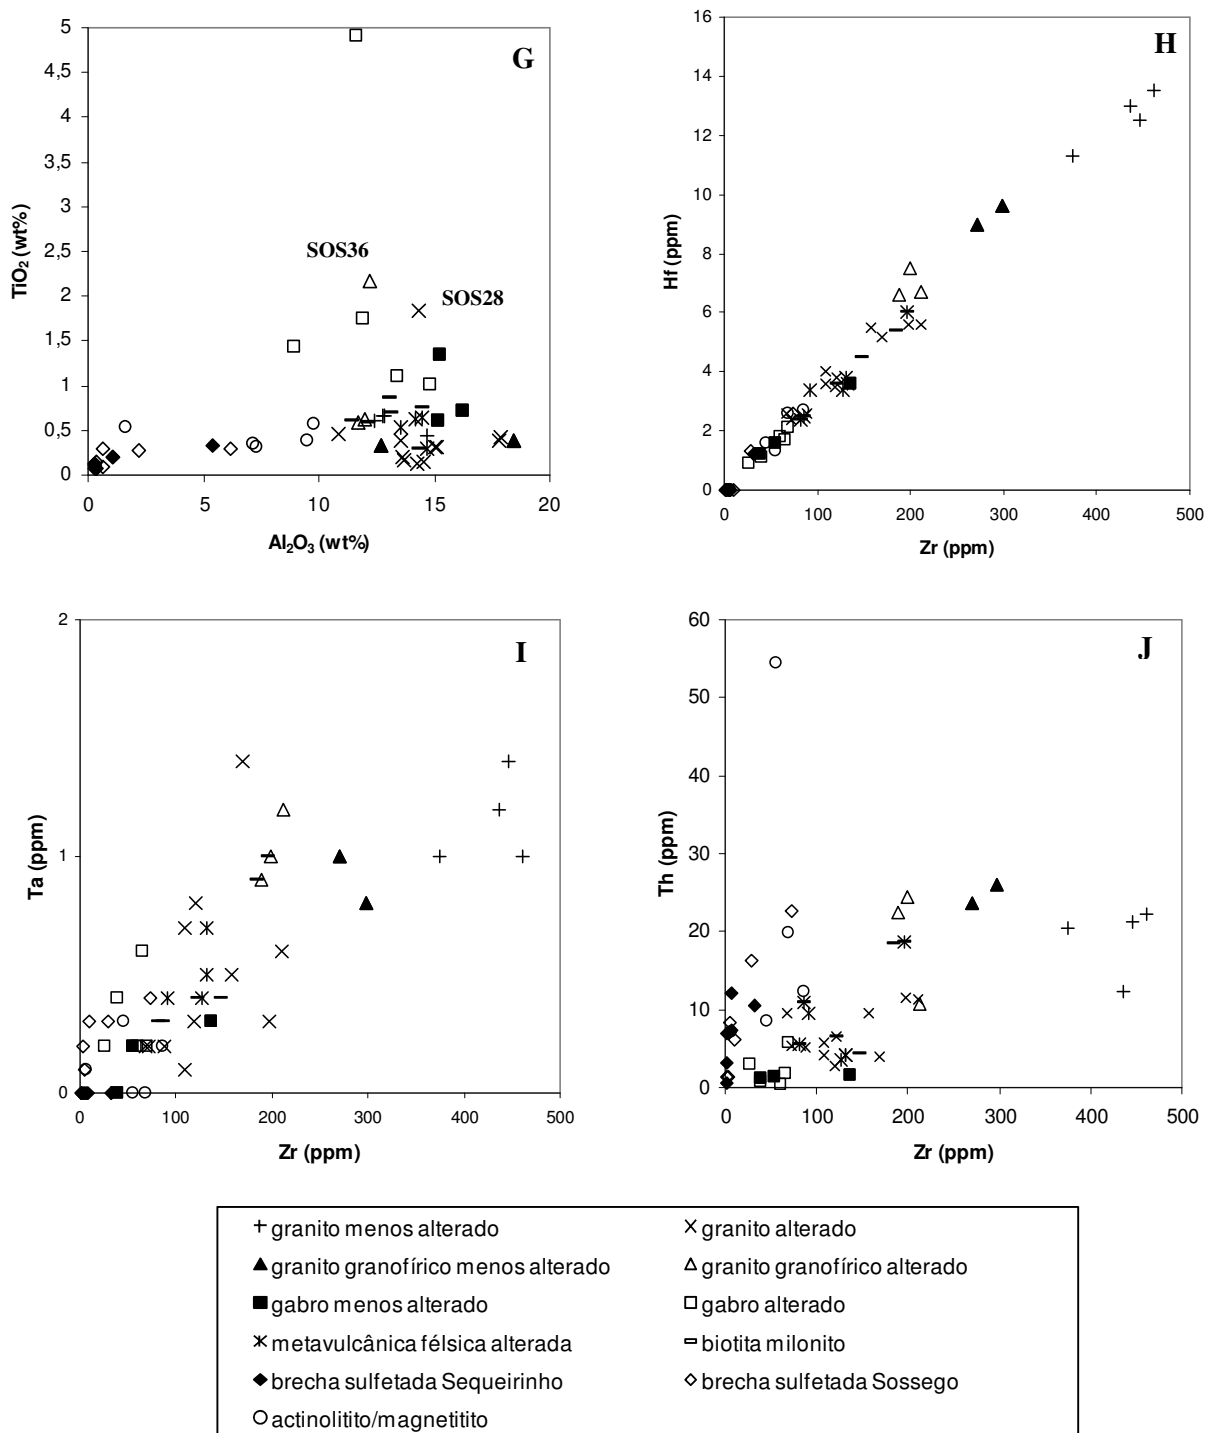 G
TiO₂ (wt%)
5
4,5
4
3,5
3
2,5
2
1,5
1
0,5
0
SOS36
SOS28
0 5 10 15 20
Al₂O₃ (wt%)
H
Hf (ppm)
16
14
12
10
8
6
4
2
0
0 100 200 300 400 500
Zr (ppm)
I
Ta (ppm)
2
1
0
0 100 200 300 400 500
Zr (ppm)
J
Th (ppm)
60
50
40
30
20
10
0
0 100 200 300 400 500
Zr (ppm)
granito menos alterado
granito alterado
granito granofírico menos alterado
granito granofírico alterado
gabro menos alterado
gabro alterado
metavulcânica félsica alterada
biotita milonito
brecha sulfetada Sequeirinho
brecha sulfetada Sossego
actinolitito/magnetitito